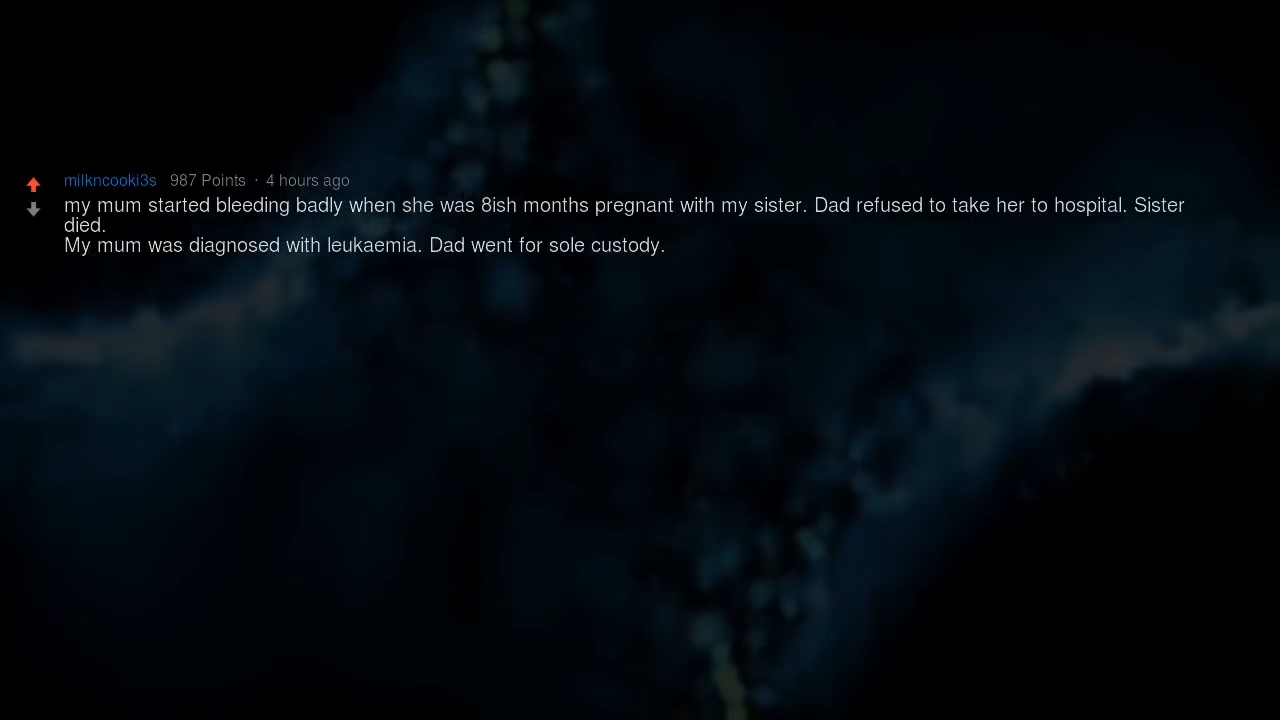 milkncooki3s 987 Points · 4 hours ago
my mum started bleeding badly when she was 8ish months pregnant with my sister. Dad refused to take her to hospital. Sister
died.
My mum was diagnosed with leukaemia. Dad went for sole custody.